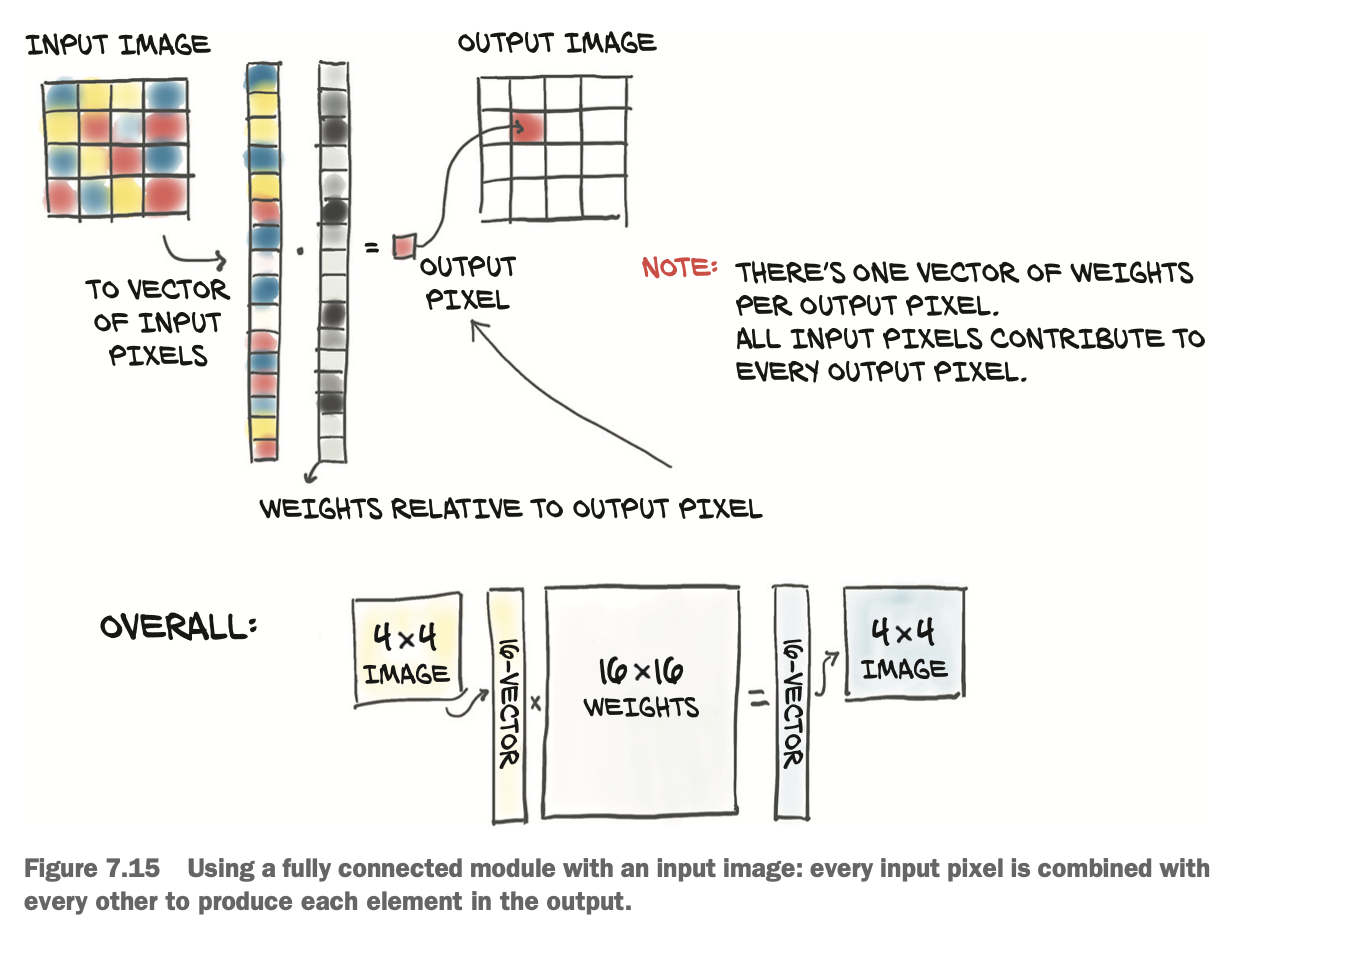 INPUT IMAGE
OUTPUT IMAGE
TO VECTOR
OF INPUT
PIXELS
·
=
OUTPUT
PIXEL
NOTE: THERE'S ONE VECTOR OF WEIGHTS
PER OUTPUT PIXEL.
ALL INPUT PIXELS CONTRIBUTE TO
EVERY OUTPUT PIXEL.
WEIGHTS RELATIVE TO OUTPUT PIXEL
OVERALL:
4×4
IMAGE
16-VECTOR
×
16×16
WEIGHTS
=
16-VECTOR
4×4
IMAGE
Figure 7.15 Using a fully connected module with an input image: every input pixel is combined with
every other to produce each element in the output.